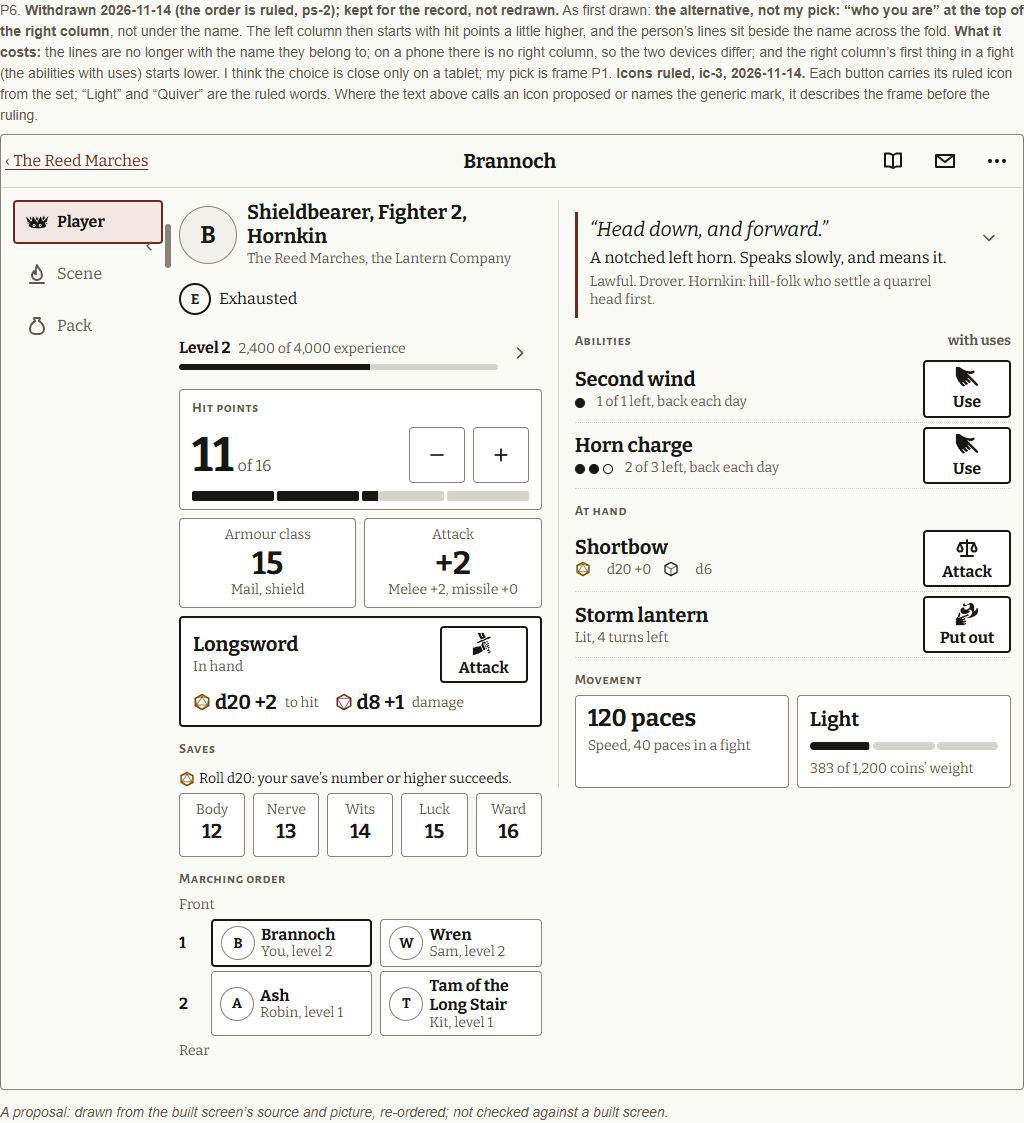 P6. Withdrawn 2026-11-14 (the order is ruled, ps-2); kept for the record, not redrawn. As first drawn: the alternative, not my pick: “who you are” at the top of
the right column, not under the name. The left column then starts with hit points a little higher, and the person’s lines sit beside the name across the fold. What it
costs: the lines are no longer with the name they belong to; on a phone there is no right column, so the two devices differ; and the right column’s first thing in a fight
(the abilities with uses) starts lower. I think the choice is close only on a tablet; my pick is frame P1. Icons ruled, ic-3, 2026-11-14. Each button carries its ruled icon
from the set; “Light” and “Quiver” are the ruled words. Where the text above calls an icon proposed or names the generic mark, it describes the frame before the
ruling.
‹ The Reed Marches
Brannoch
Player
Scene
Pack
B
Shieldbearer, Fighter 2,
Hornkin
The Reed Marches, the Lantern Company
E Exhausted
Level 2 2,400 of 4,000 experience
Hit points
11 of 16
− +
Armour class
15
Mail, shield
Attack
+2
Melee +2, missile +0
Longsword
In hand
Attack
d20 +2 to hit d8 +1 damage
Saves
Roll d20: your save’s number or higher succeeds.
Body Nerve Wits Luck Ward
12 13 14 15 16
Marching order
Front
1
B Brannoch
You, level 2
W Wren
Sam, level 2
2
A Ash
Robin, level 1
T Tam of the
Long Stair
Kit, level 1
Rear
“Head down, and forward.”
A notched left horn. Speaks slowly, and means it.
Lawful. Drover. Hornkin: hill-folk who settle a quarrel
head first.
Abilities with uses
Second wind
1 of 1 left, back each day
Use
Horn charge
2 of 3 left, back each day
Use
At hand
Shortbow
d20 +0 d6
Attack
Storm lantern
Lit, 4 turns left
Put out
Movement
120 paces
Speed, 40 paces in a fight
Light
383 of 1,200 coins’ weight
A proposal: drawn from the built screen’s source and picture, re-ordered; not checked against a built screen.